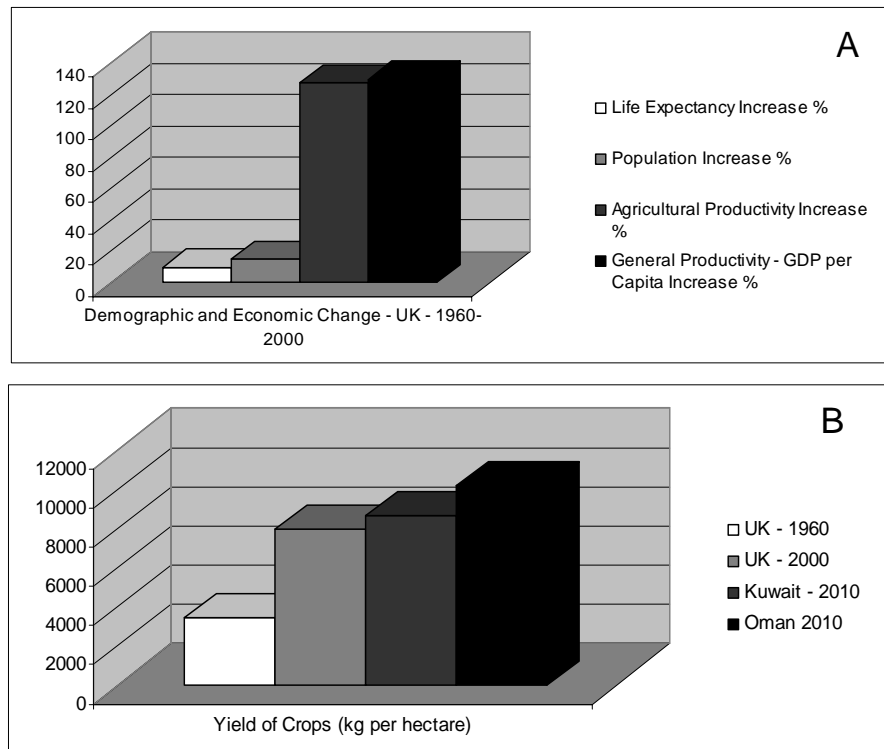 A
140
120
100
80
60
40
20
0
Demographic and Economic Change - UK - 1960-
2000
Life Expectancy Increase %
Population Increase %
Agricultural Productivity Increase
%
General Productivity - GDP per
Capita Increase %
B
12000
10000
8000
6000
4000
2000
0
Yield of Crops (kg per hectare)
UK - 1960
UK - 2000
Kuwait - 2010
Oman 2010